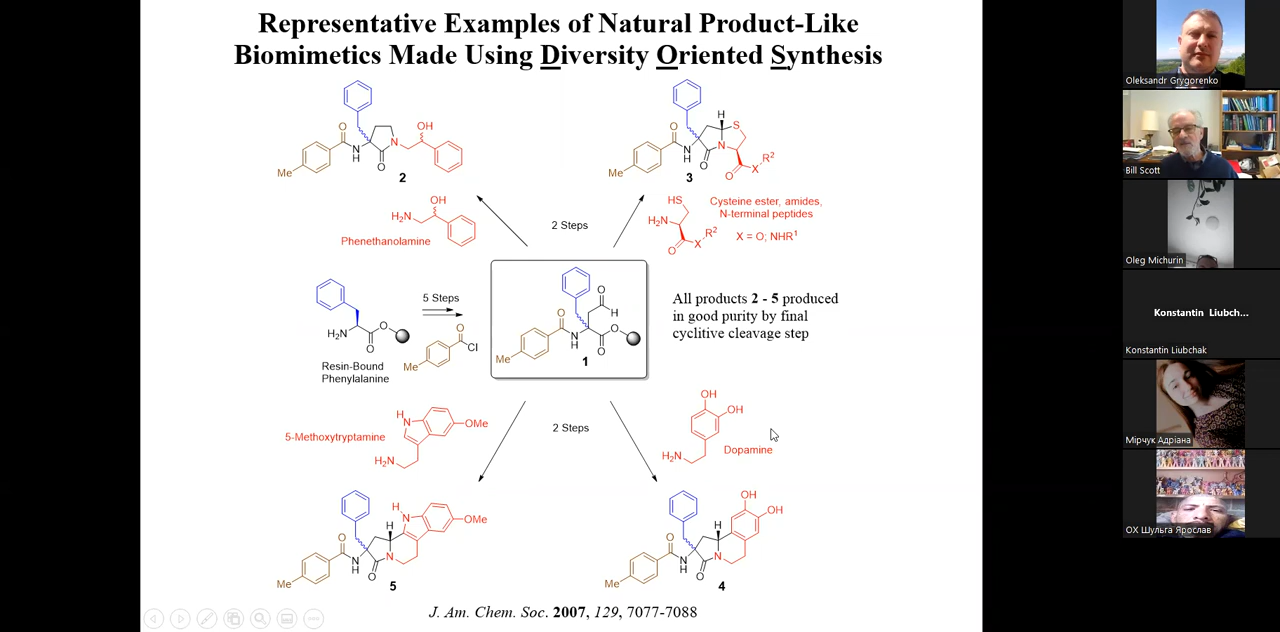 Representative Examples of Natural Product-Like
Biomimetics Made Using Diversity Oriented Synthesis
O
N
H
O
N
OH
Me
2
O
N
H
O
N
H
S
O
X
R²
Me
3
H₂N
OH
Phenethanolamine
2 Steps
HS
H₂N
O
X
R²
Cysteine ester, amides,
N-terminal peptides
X = O; NHR¹
H₂N
O
O
Resin-Bound
Phenylalanine
5 Steps
O
Cl
Me
O
H
O
N
H
O
O
Me
1
All products 2 - 5 produced
in good purity by final
cyclitive cleavage step
5-Methoxytryptamine
H
N
OMe
H₂N
2 Steps
OH
OH
H₂N
Dopamine
H
N
OMe
H
O
N
H
N
O
Me
5
OH
OH
H
O
N
H
N
O
Me
4
J. Am. Chem. Soc. 2007, 129, 7077-7088
Oleksandr Grygorenko
Bill Scott
Oleg Michurin
Konstantin Liubch...
Konstantin Liubchak
Мірчук Адріана
ОХ Шульга Ярослав